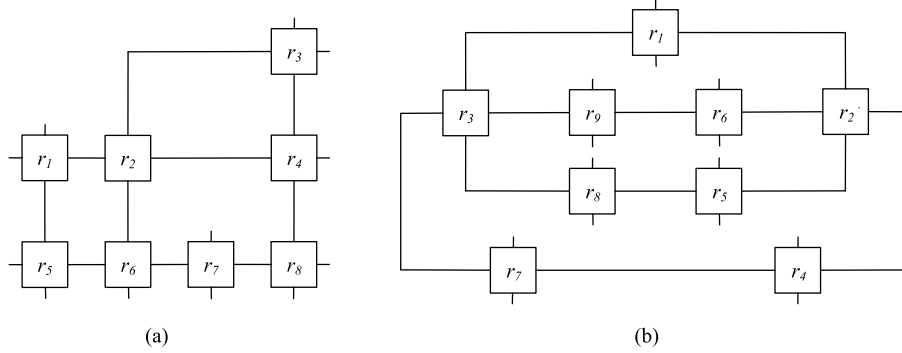 r3
r1 r2 r4
r5 r6 r7 r8
(a)
r1
r3 r9 r6 r2
r8 r5
r7 r4
(b)